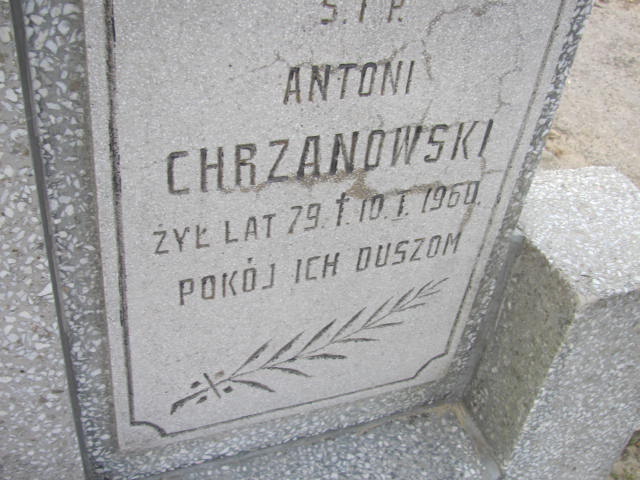 Ś. † P.
ANTONI
CHRZANOWSKI
ŻYŁ LAT 79. † 10. I. 1960.
POKÓJ ICH DUSZOM